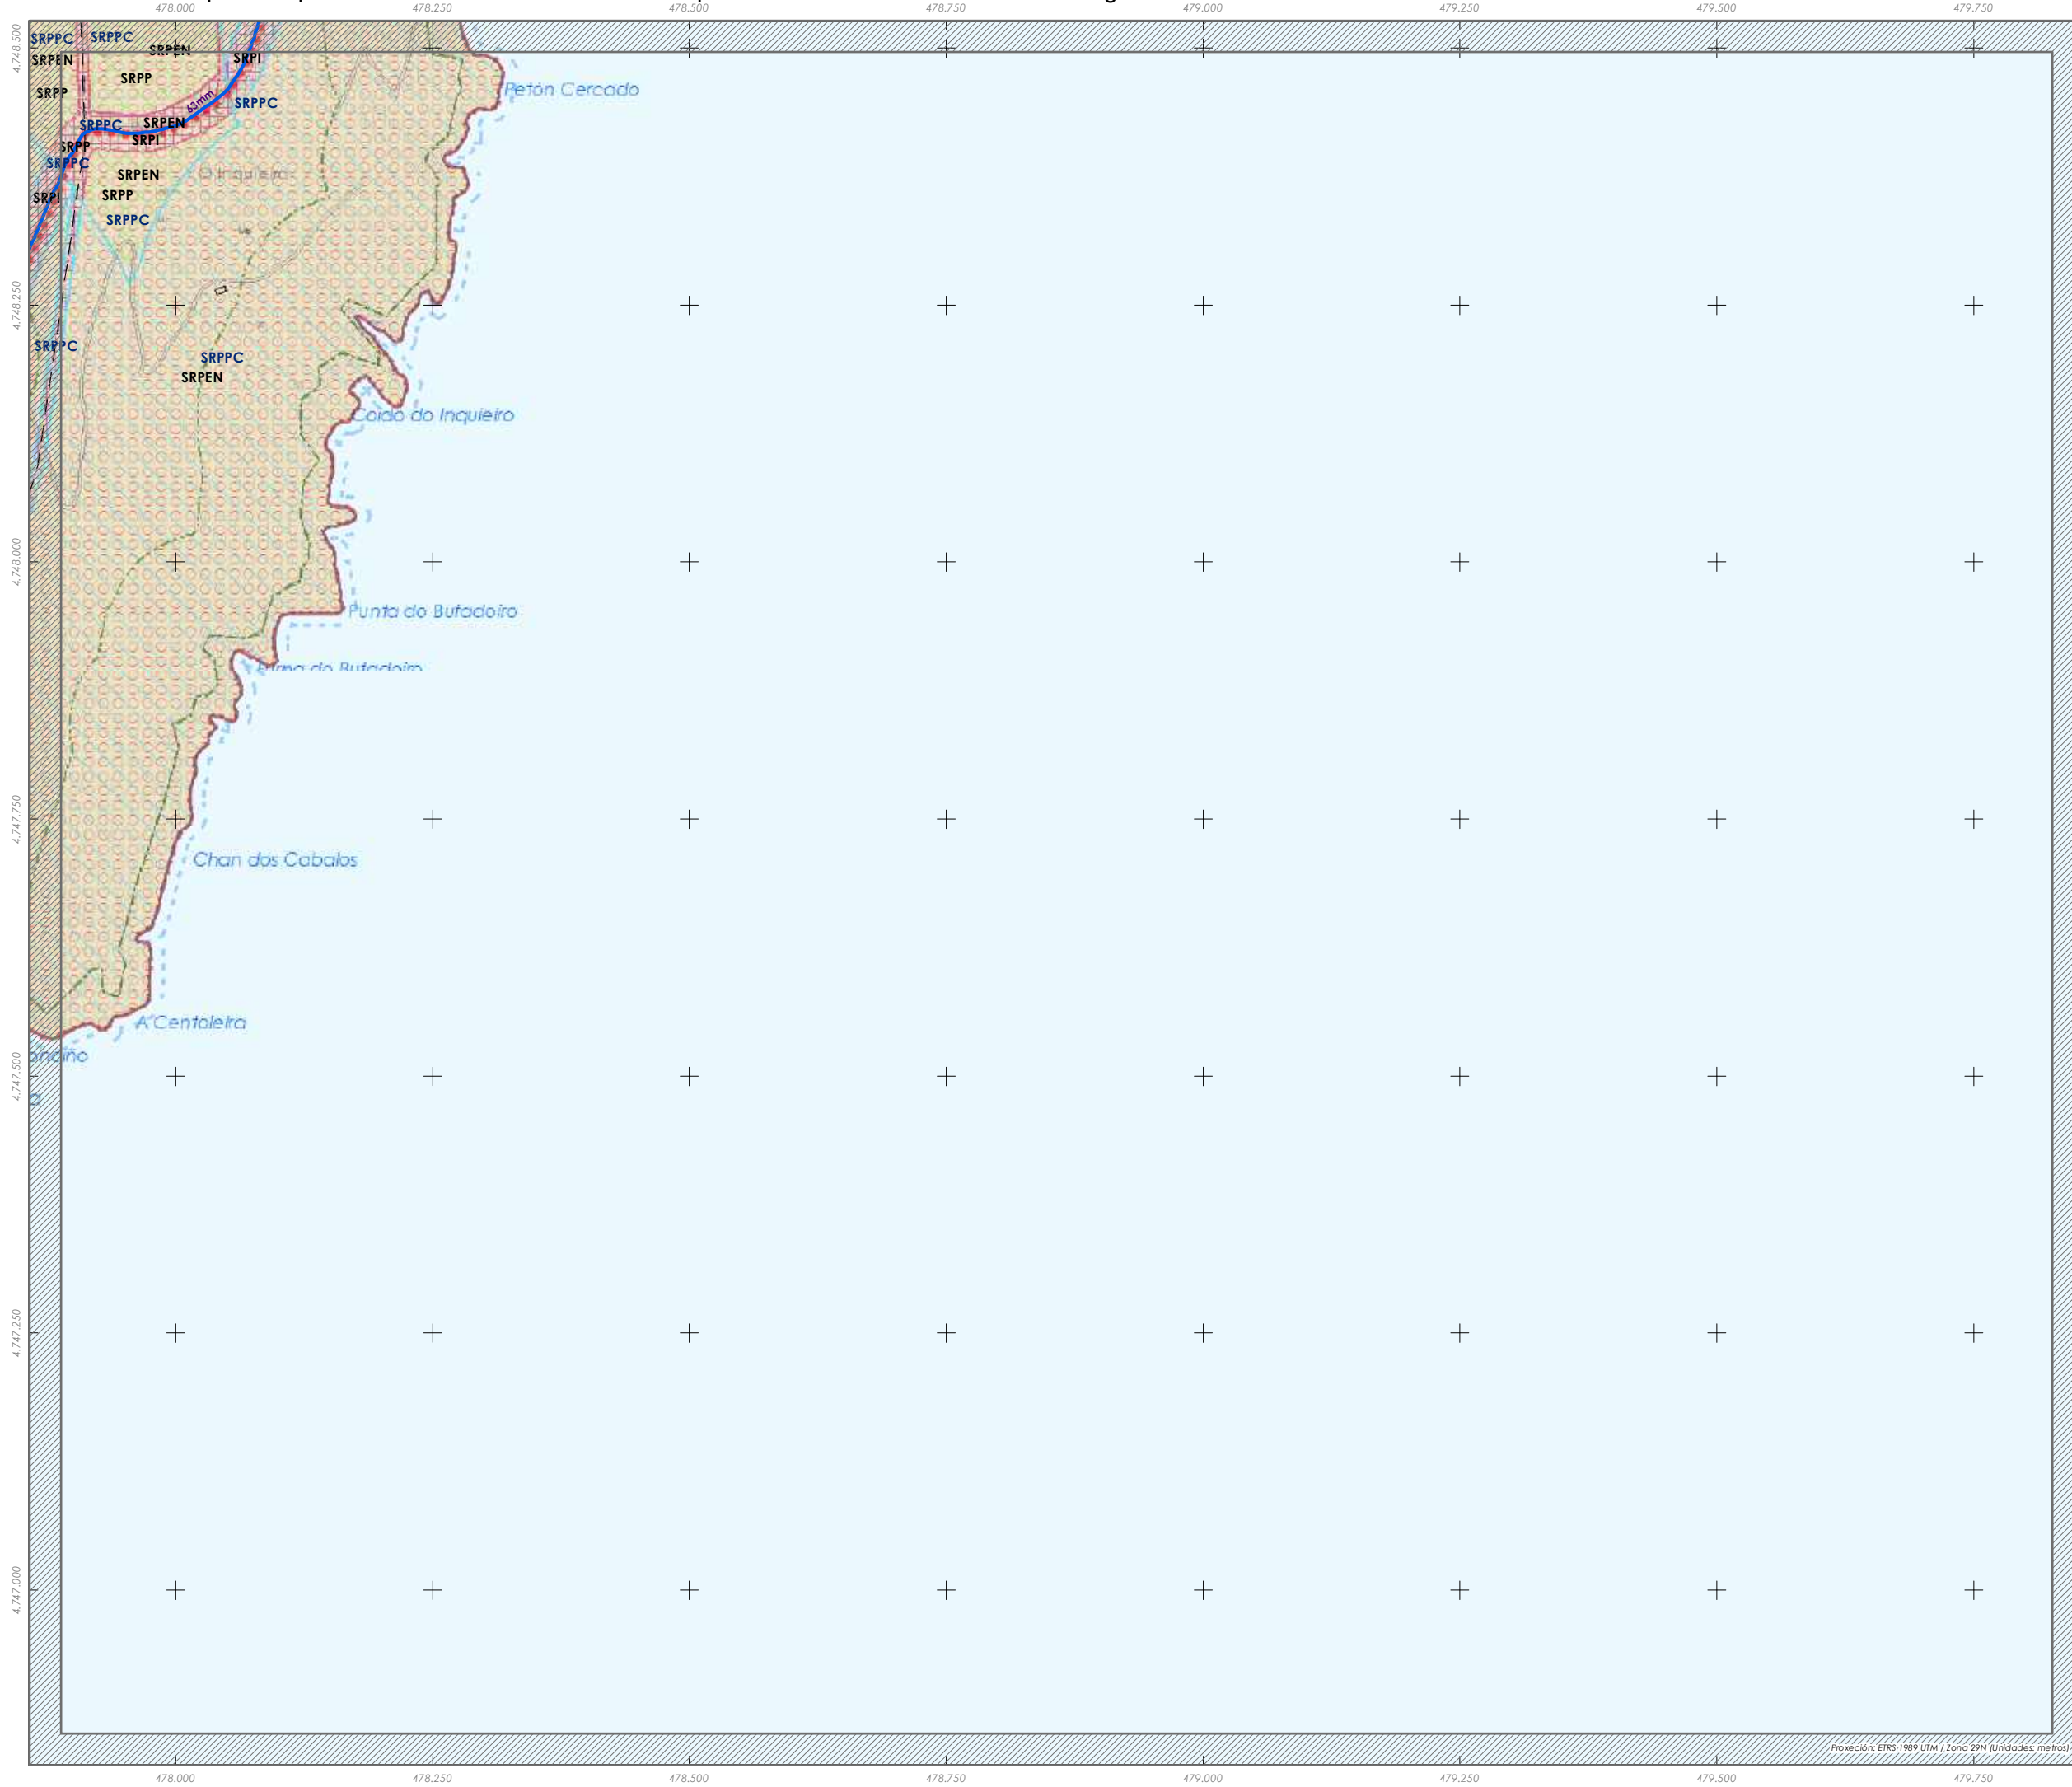 478.000 478.250 478.500 478.750 479.000 479.250 479.500 479.750
4.748.500
SRPPC SRPPC
SRPEN
SRPEN SRPI
SRPP
SRPP
Petón Cercado
63mm
SRPPC
SRPPC SRPEN
SRPI
SRPP
SRPPC
O Inquieiro
SRPEN
SRPP
SRPI
SRPPC
4.748.250
SRPPC
SRPPC
SRPEN
Coido do Inquieiro
4.748.000
Punta do Bufadoiro
Furna do Bufadoiro
4.747.750
Chan dos Cabalos
A Centoleira
4.747.500
a
4.747.250
4.747.000
Proxección: ETRS 1989 UTM / Zona 29N (Unidades: metros)
478.000 478.250 478.500 478.750 479.000 479.250 479.500 479.750